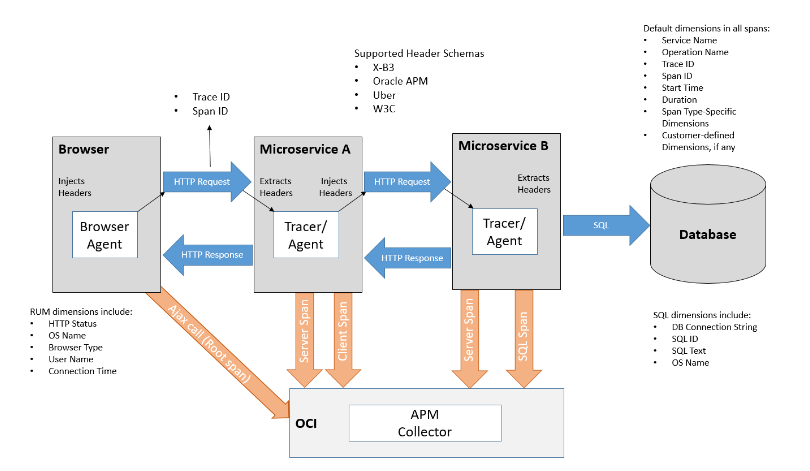 Default dimensions in all spans:
• Service Name
• Operation Name
• Trace ID
• Span ID
• Start Time
• Duration
• Span Type-Specific
Dimensions
• Customer-defined
Dimensions, if any
Supported Header Schemas
• X-B3
• Oracle APM
• Uber
• W3C
• Trace ID
• Span ID
Browser
Injects
Headers
Browser
Agent
HTTP Request
HTTP Response
Microservice A
Extracts
Headers
Injects
Headers
Tracer/
Agent
HTTP Request
HTTP Response
Microservice B
Extracts
Headers
Tracer/
Agent
SQL
Database
RUM dimensions include:
• HTTP Status
• OS Name
• Browser Type
• User Name
• Connection Time
Ajax call (Root span)
Server Span
Client Span
Server Span
SQL Span
SQL dimensions include:
• DB Connection String
• SQL ID
• SQL Text
• OS Name
OCI
APM
Collector